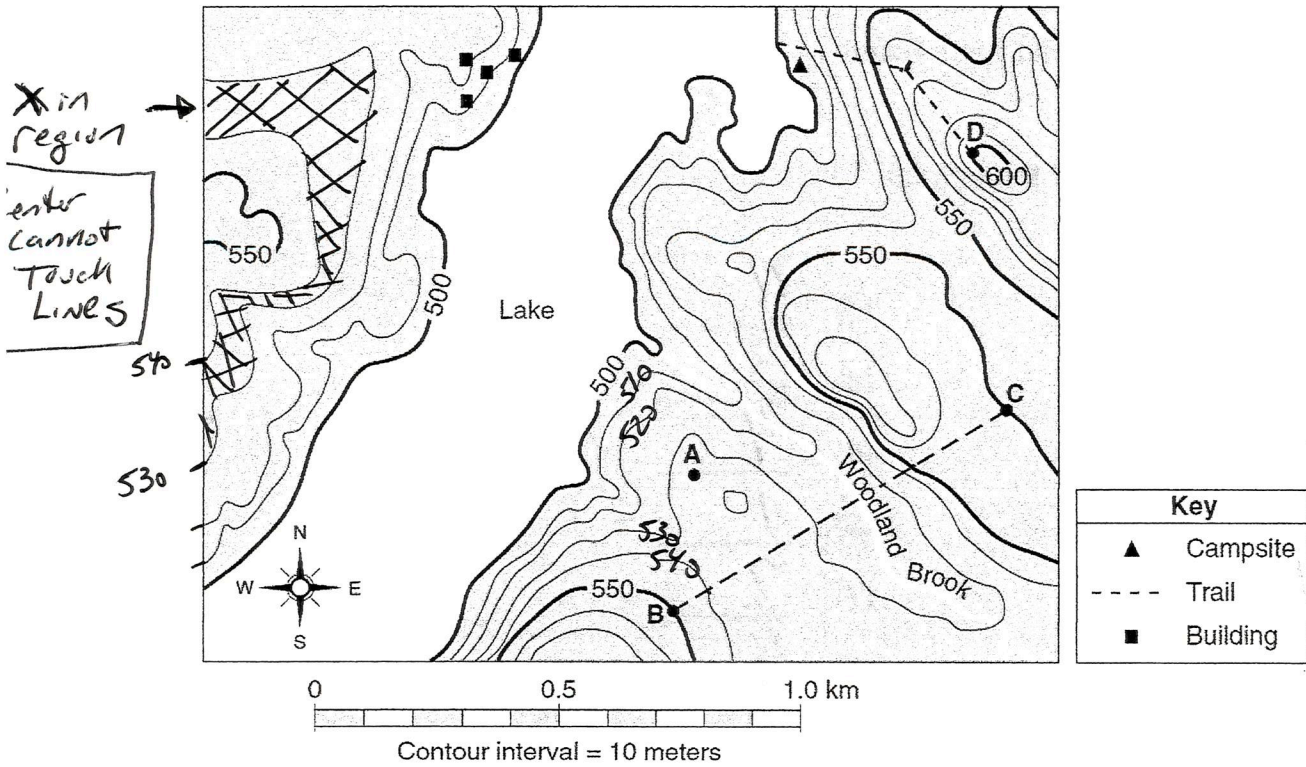 X in
region
enter
Cannot
Touch
Lines
540
530
550
500
Lake
500
510
520
A
530
540
550
B
D
600
550
550
C
Woodland
Brook
N
W E
S
Key
Campsite
Trail
Building
0 0.5 1.0 km
Contour interval = 10 meters